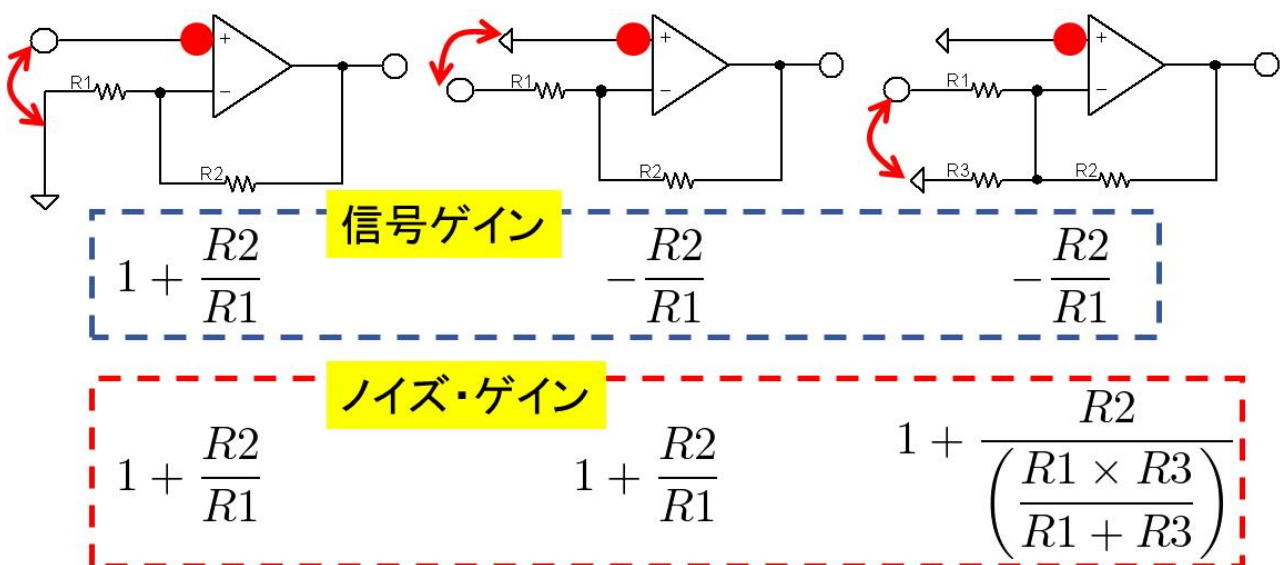 + + +
R1 R1 R1
− − −
R2 R2 R3 R2
信号ゲイン
1 + R2/R1 −R2/R1 −R2/R1
ノイズ・ゲイン
1 + R2/R1 1 + R2/R1 1 + R2/((R1 × R3)/(R1 + R3))